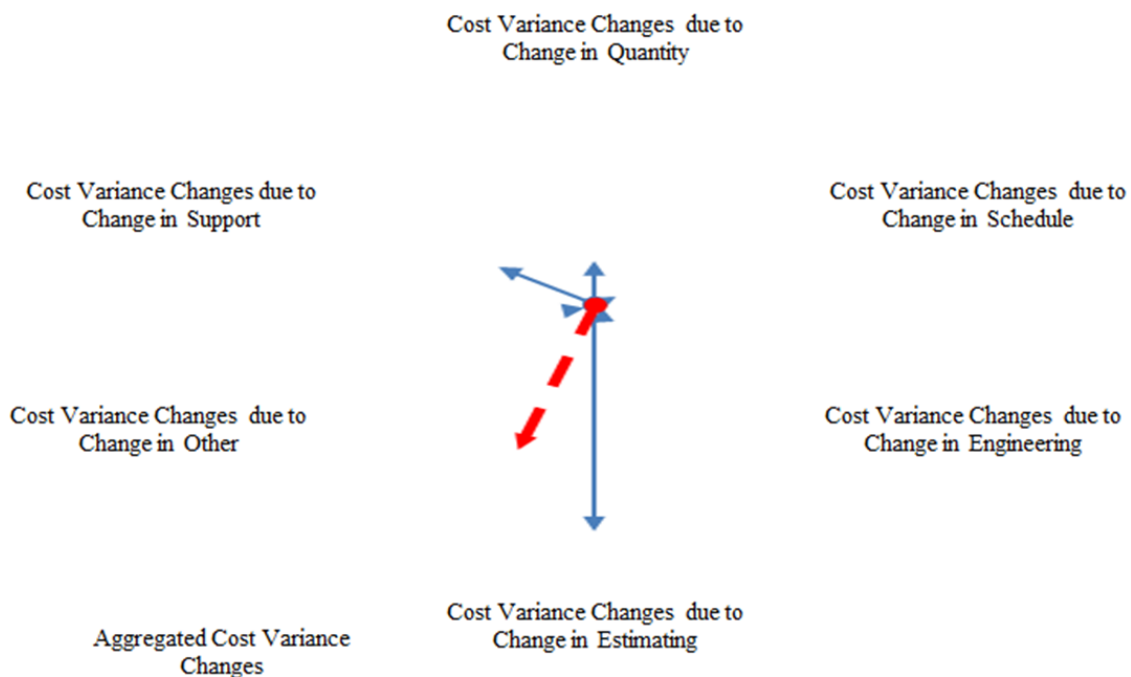 Cost Variance Changes due to
Change in Quantity
Cost Variance Changes due to
Change in Support
Cost Variance Changes due to
Change in Schedule
Cost Variance Changes due to
Change in Other
Cost Variance Changes due to
Change in Engineering
Cost Variance Changes due to
Change in Estimating
Aggregated Cost Variance
Changes